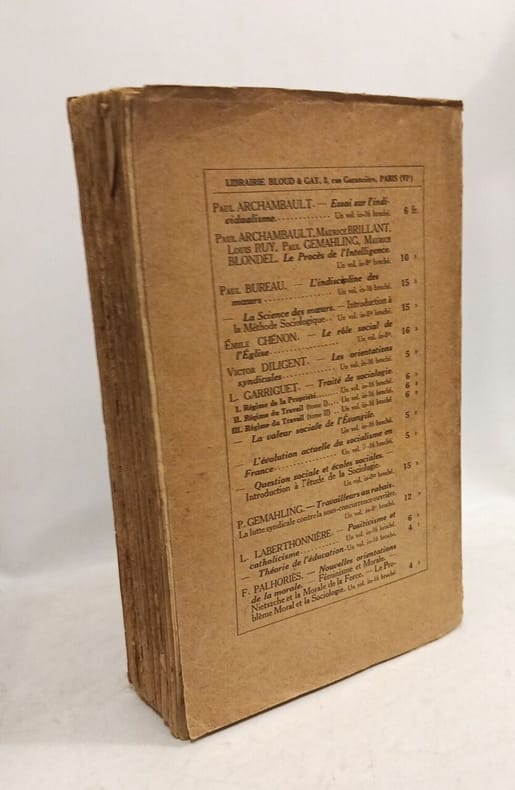 LIBRAIRIE BLOUD & GAY, 3, rue Garancière, PARIS (VIe)
PAUL ARCHAMBAULT. — Essai sur l'indi-
vidualisme.................. Un vol. in-16 broché. 6 fr.
PAUL ARCHAMBAULT, MAURICE BRILLANT,
LOUIS RUY, PAUL GEMAHLING, MAURICE
BLONDEL. Le Procès de l'Intelligence.
Un vol. in-8° broché. 10 »
PAUL BUREAU. — L'indiscipline des
mœurs................ Un vol. in-16 broché. 15 »
— La Science des mœurs. — Introduction à
la Méthode Sociologique.. Un vol. in-8° broché. 15 »
ÉMILE CHÉNON. — Le rôle social de
l'Église.................. Un vol. in-8°. 16 »
VICTOR DILIGENT. — Les orientations
syndicales............ Un vol. in-16 broché. 5 »
L. GARRIGUET. — Traité de sociologie
I. Régime de la Propriété........ Un vol. in-16 broché. 6 »
II. Régime du Travail (tome I).... Un vol. in-16 broché. 6 »
III. Régime du Travail (tome II) .. Un vol. in-16 broché 6 »
— La valeur sociale de l'Évangile.
Un vol. in-16 broché. 5 »
— L'évolution actuelle du socialisme en
France................ Un vol. in-16 broché. 5 »
— Question sociale et écoles sociales. —
Introduction à l'étude de la Sociologie.
Un vol. in-8° broché. 15 »
P. GEMAHLING. — Travailleurs au rabais.
La lutte syndicale contre la sous-concurrence ouvrière.
Un vol. in-8° broché. 12 »
L. LABERTHONNIÈRE. — Positivisme et
catholicisme........... Un vol. in-16 broché. 6 »
— Théorie de l'éducation. Un vol. in-16 broché. 4 »
F. PALHORIÈS. — Nouvelles orientations
de la morale. — Féminisme et Morale. —
Nietszche et la Morale de la Force. — Le Pro-
blème Moral et la Sociologie. Un vol. in-16 broché 4 »